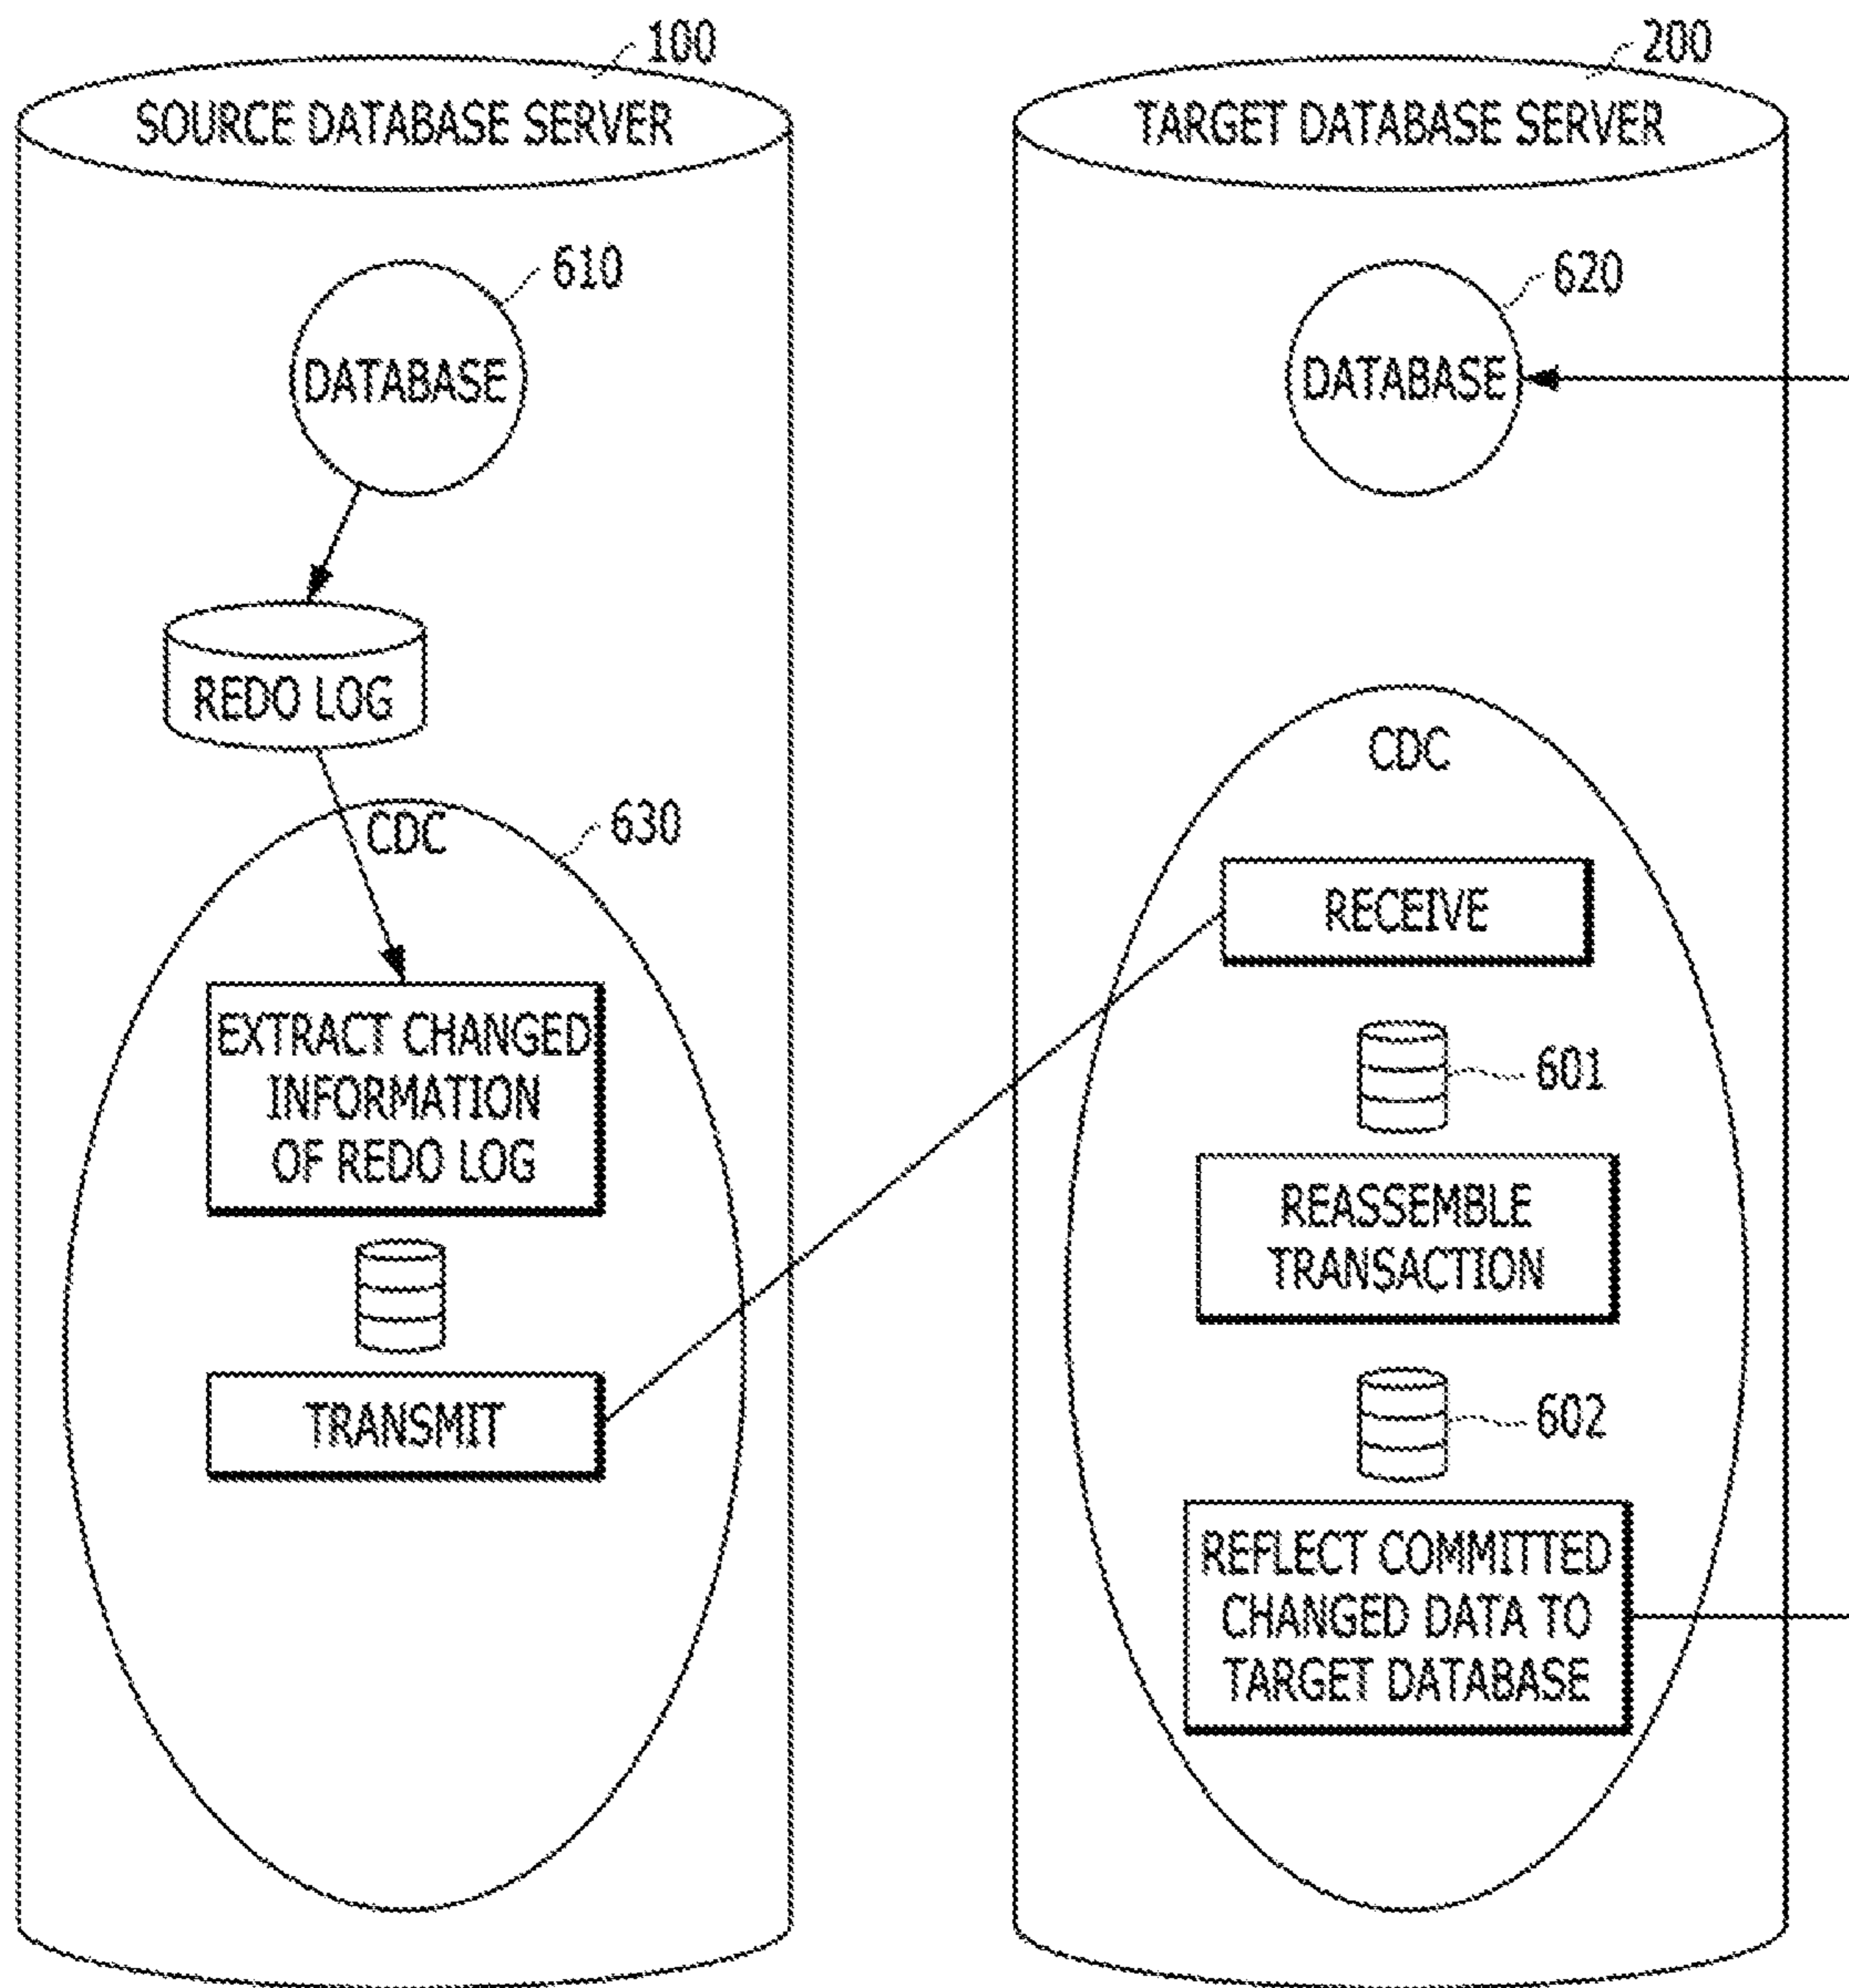 100
SOURCE DATABASE SERVER
610
DATABASE
REDO LOG
CDC
630
EXTRACT CHANGED
INFORMATION
OF REDO LOG
TRANSMIT
200
TARGET DATABASE SERVER
620
DATABASE
CDC
RECEIVE
601
REASSEMBLE
TRANSACTION
602
REFLECT COMMITTED
CHANGED DATA TO
TARGET DATABASE